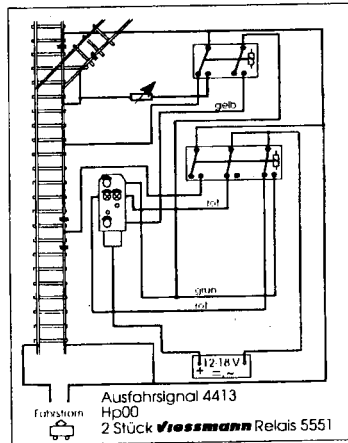 gelb
rot
grün
rot
12-18 V
+ -
= ,~
Ausfahrsignal 4413
Fahrstrom
Hp00
2 Stück Viessmann Relais 5551